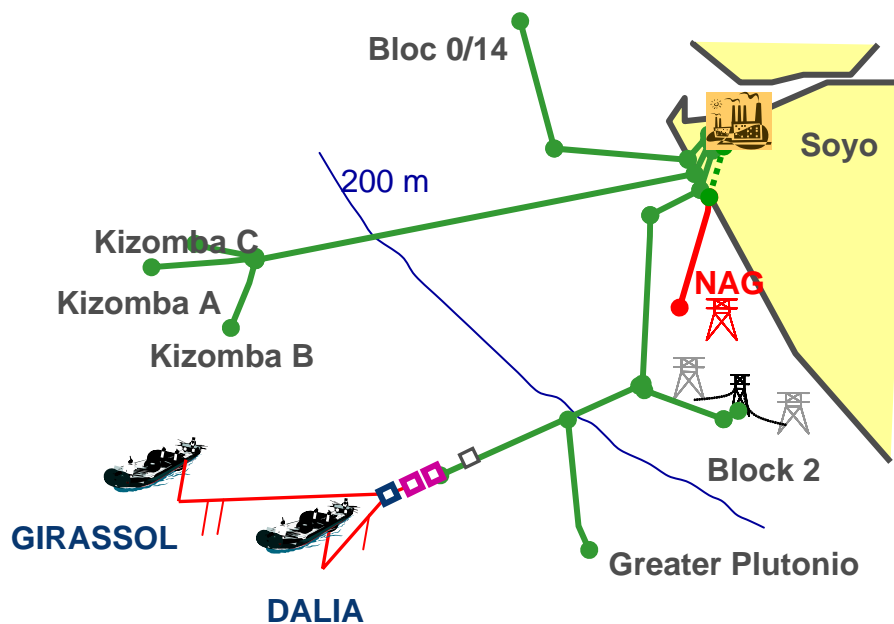 Bloc 0/14
Soyo
200 m
Kizomba C
NAG
Kizomba A
Kizomba B
Block 2
GIRASSOL
Greater Plutonio
DALIA